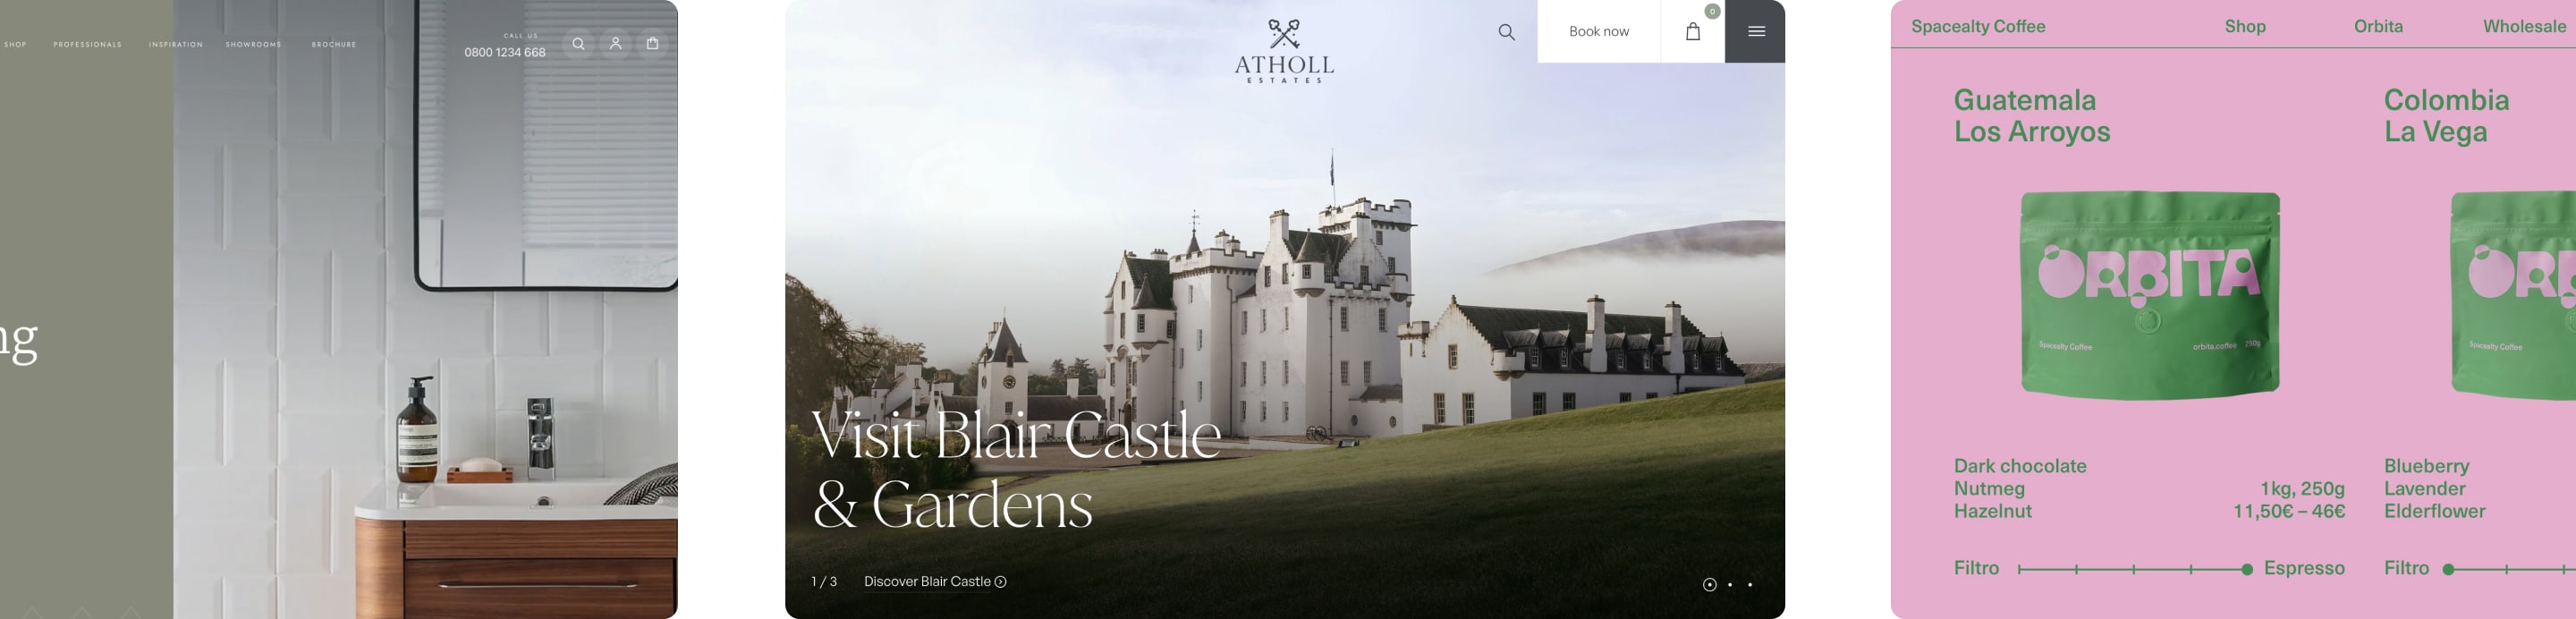 SHOP PROFESSIONALS INSPIRATION SHOWROOMS BROCHURE
CALL US
0800 1234 668
ng
ATHOLL
ESTATES
Book now
0
Visit Blair Castle
& Gardens
1 / 3 Discover Blair Castle
Spacealty Coffee Shop Orbita Wholesale
Guatemala
Los Arroyos
ORBITA
Spacealty Coffee orbita.coffee 250g
Dark chocolate
Nutmeg
Hazelnut
1kg, 250g
11,50€ – 46€
Filtro Espresso
Colombia
La Vega
ORBI
Spacealty Coffee
Blueberry
Lavender
Elderflower
Filtro